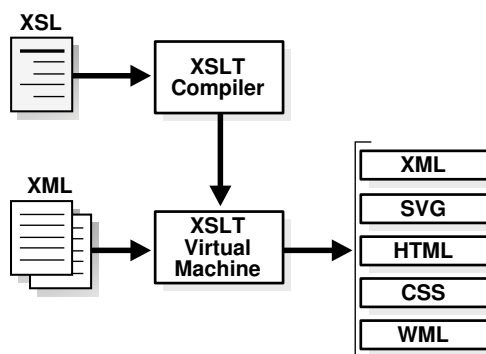 XSL
XSLT
Compiler
XML
XSLT
Virtual
Machine
XML
SVG
HTML
CSS
WML